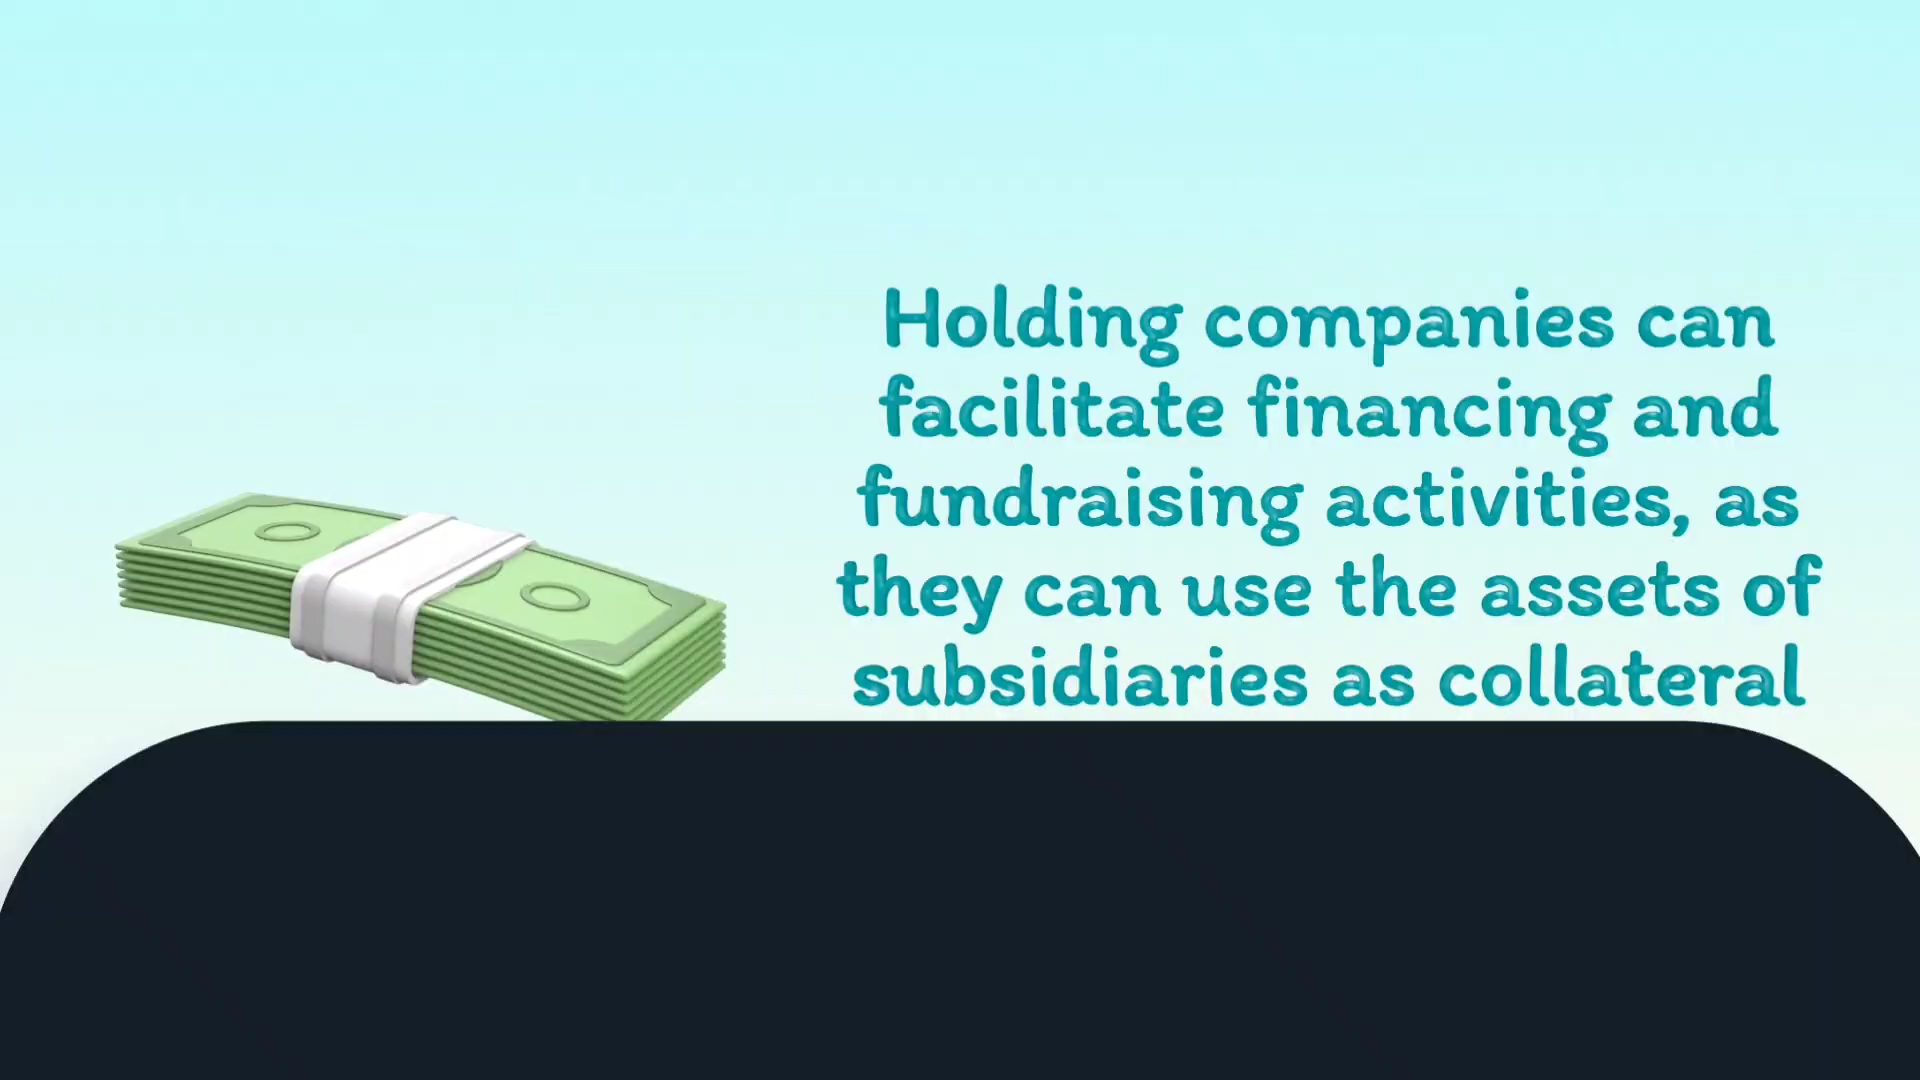 Holding companies can
facilitate financing and
fundraising activities, as
they can use the assets of
subsidiaries as collateral